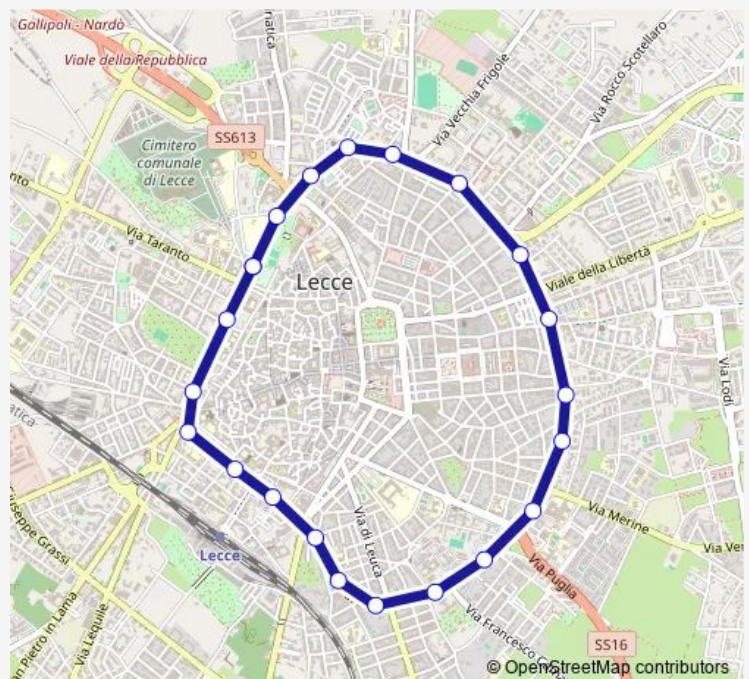 Gallipoli - Nardò
Viale della Repubblica
Via Vecchia Frigole
Via Rocco Scotellaro
SS613
Cimitero
comunale
di Lecce
Via Taranto
Lecce
Viale della Libertà
Via Lodi
Via di Leuca
Via Merine
Lecce
Via Puglia
Via Lequile
SS16
© OpenStreetMap contributors